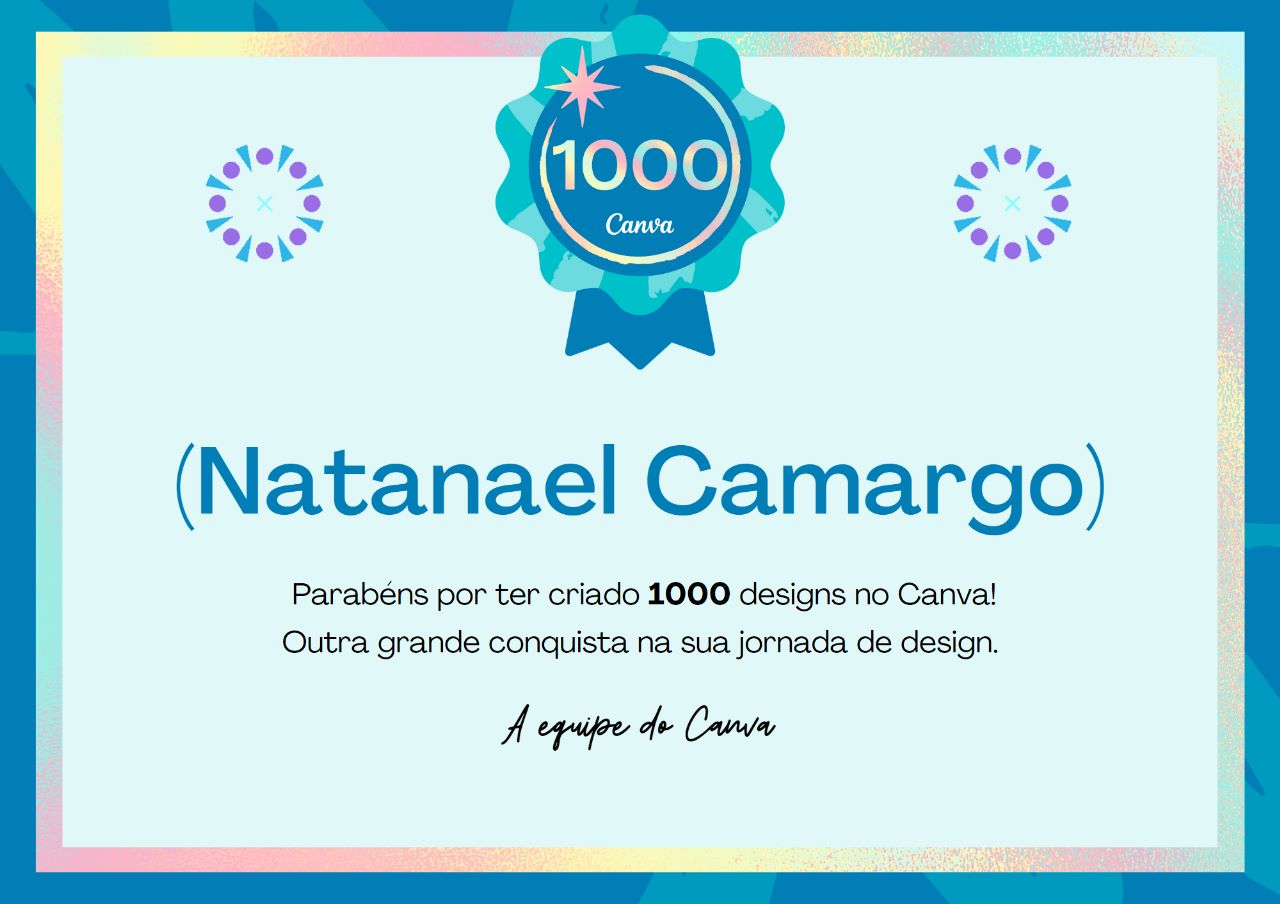 1000
Canva
(Natanael Camargo)
Parabéns por ter criado 1000 designs no Canva!
Outra grande conquista na sua jornada de design.
A equipe do Canva